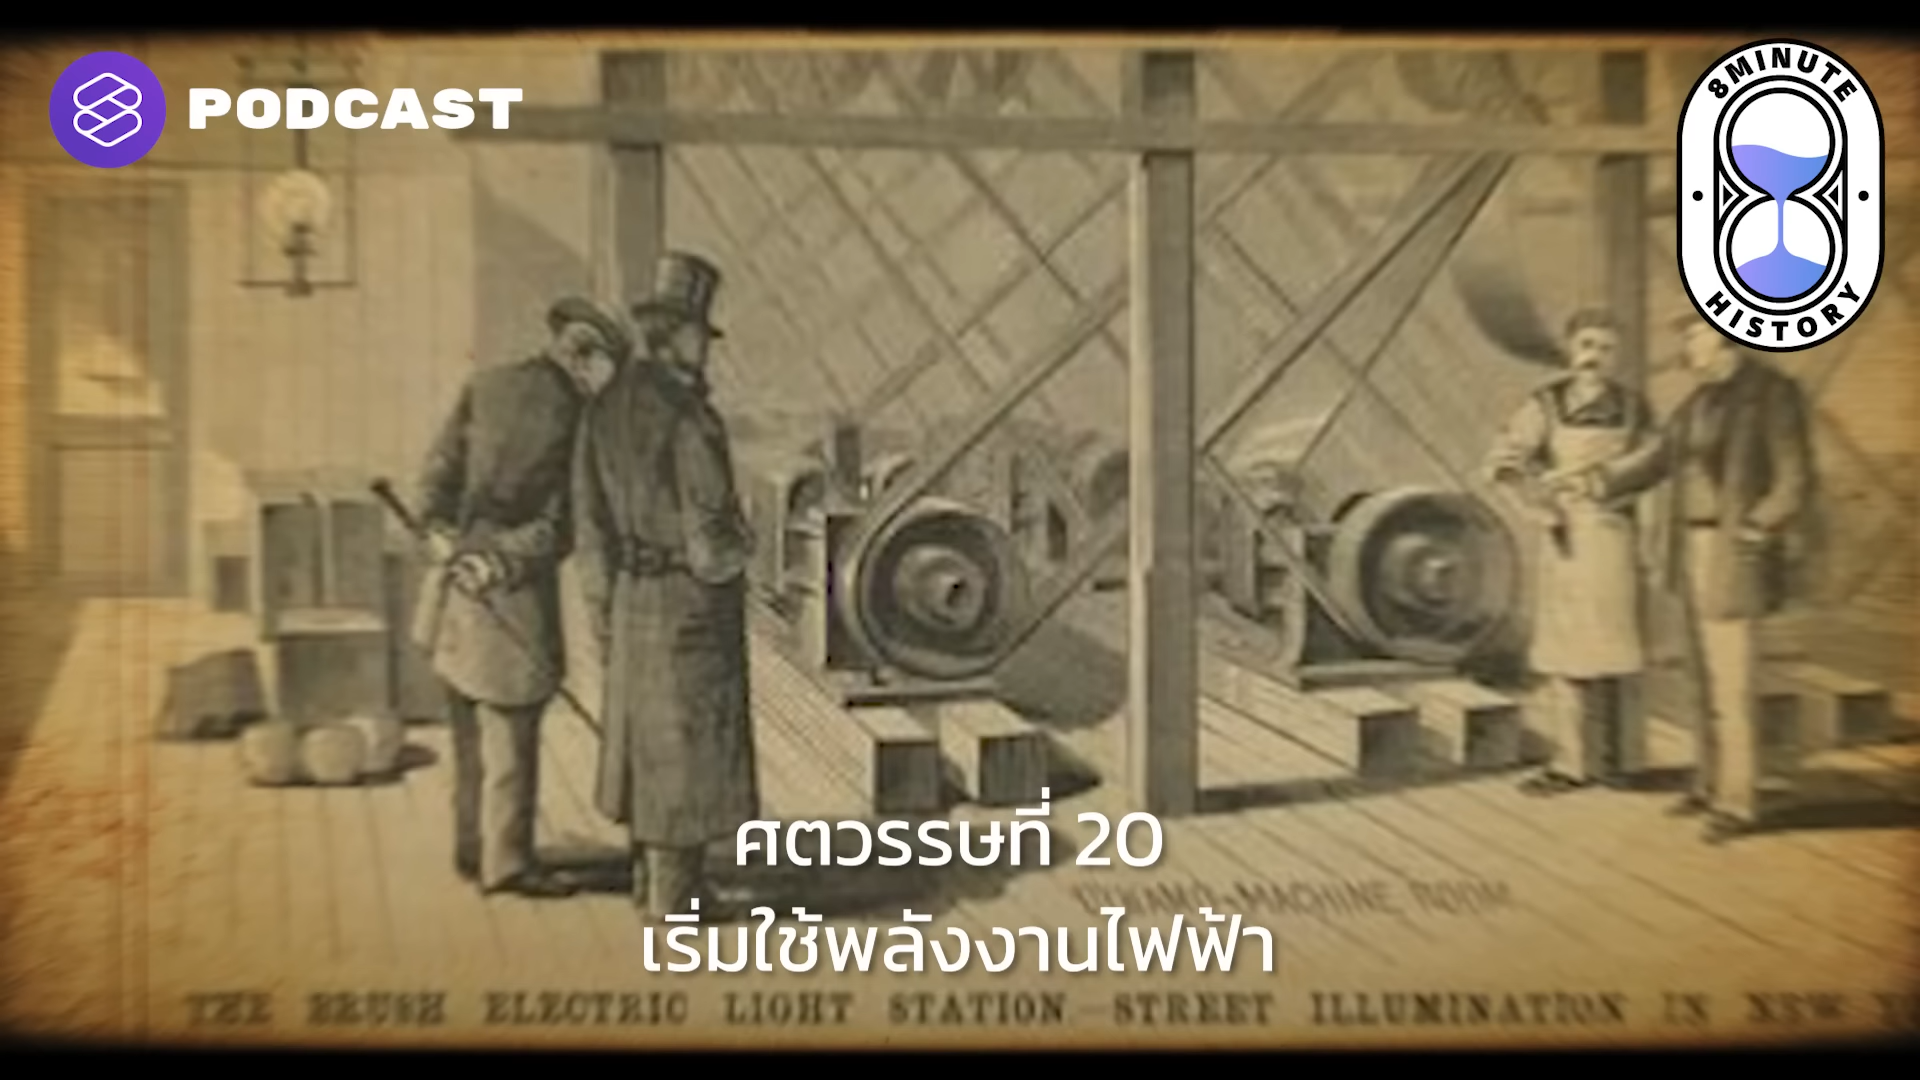 PODCAST
8MINUTE
HISTORY
ศตวรรษที่ 20
DYNAMO-MACHINE ROOM
เริ่มใช้พลังงานไฟฟ้า
THE BRUSH ELECTRIC LIGHT STATION—STREET ILLUMINATION IN NEW